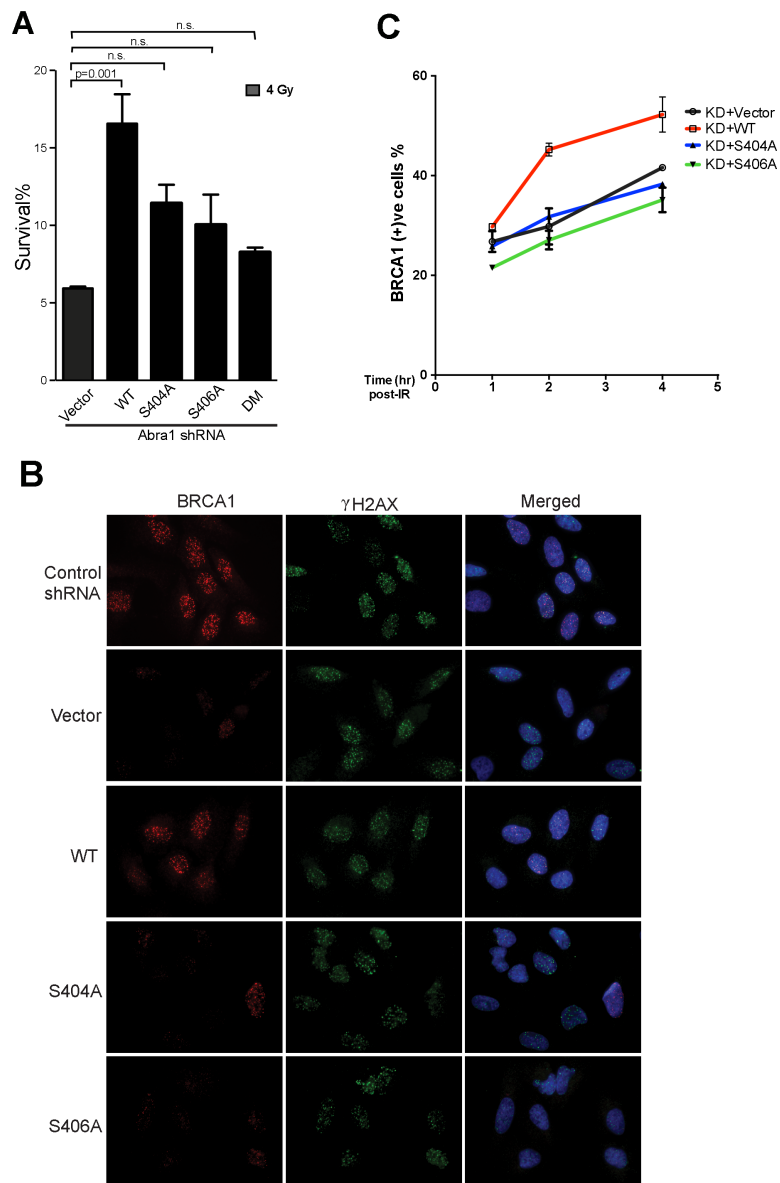 A
n.s.
n.s.
n.s.
p=0.001
4 Gy
Survival%
20
15
10
5
0
Vector
WT
S404A
S406A
DM
Abra1 shRNA
C
BRCA1 (+)ve cells %
60
40
20
0
KD+Vector
KD+WT
KD+S404A
KD+S406A
Time (hr)
post-IR
0 1 2 3 4 5
B
BRCA1 γH2AX Merged
Control
shRNA
Vector
WT
S404A
S406A